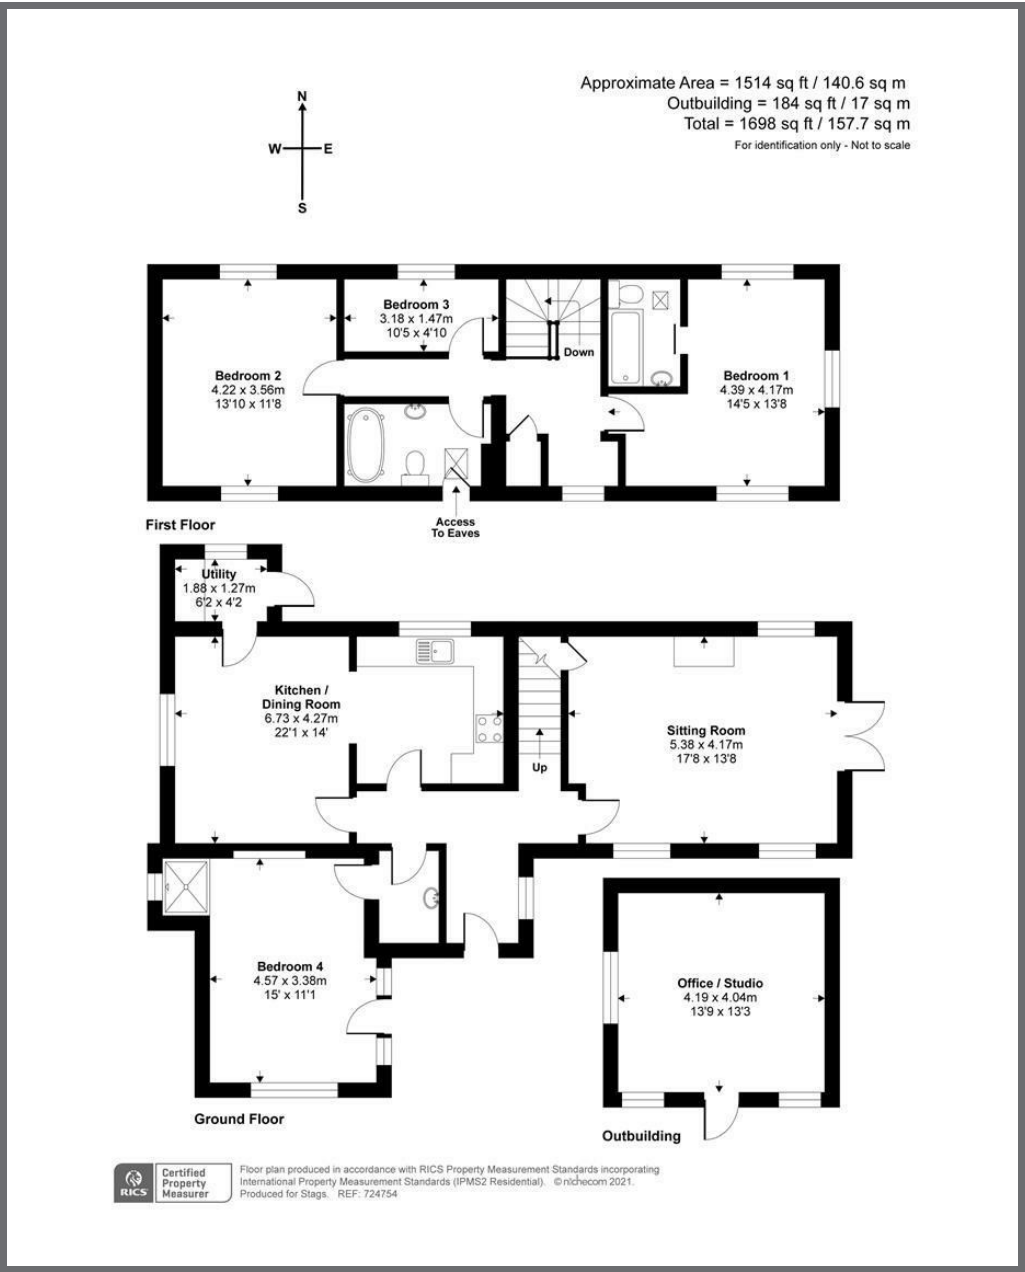 Approximate Area = 1514 sq ft / 140.6 sq m
Outbuilding = 184 sq ft / 17 sq m
Total = 1698 sq ft / 157.7 sq m
For identification only - Not to scale
N
W E
S
Bedroom 3
3.18 x 1.47m
10'5 x 4'10
Down
Bedroom 2
4.22 x 3.56m
13'10 x 11'8
Bedroom 1
4.39 x 4.17m
14'5 x 13'8
Access
To Eaves
First Floor
Utility
1.88 x 1.27m
6'2 x 4'2
Kitchen /
Dining Room
6.73 x 4.27m
22'1 x 14'
Up
Sitting Room
5.38 x 4.17m
17'8 x 13'8
Bedroom 4
4.57 x 3.38m
15' x 11'1
Office / Studio
4.19 x 4.04m
13'9 x 13'3
Ground Floor
Outbuilding
RICS
Certified
Property
Measurer
Floor plan produced in accordance with RICS Property Measurement Standards incorporating
International Property Measurement Standards (IPMS2 Residential). © nichecom 2021.
Produced for Stags. REF: 724754